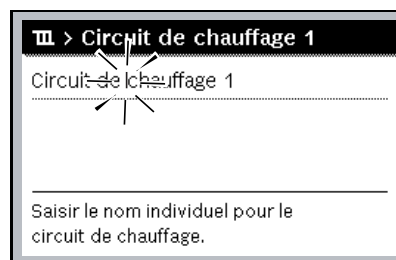 > Circuit de chauffage 1
Circuit de chauffage 1
Saisir le nom individuel pour le
circuit de chauffage.